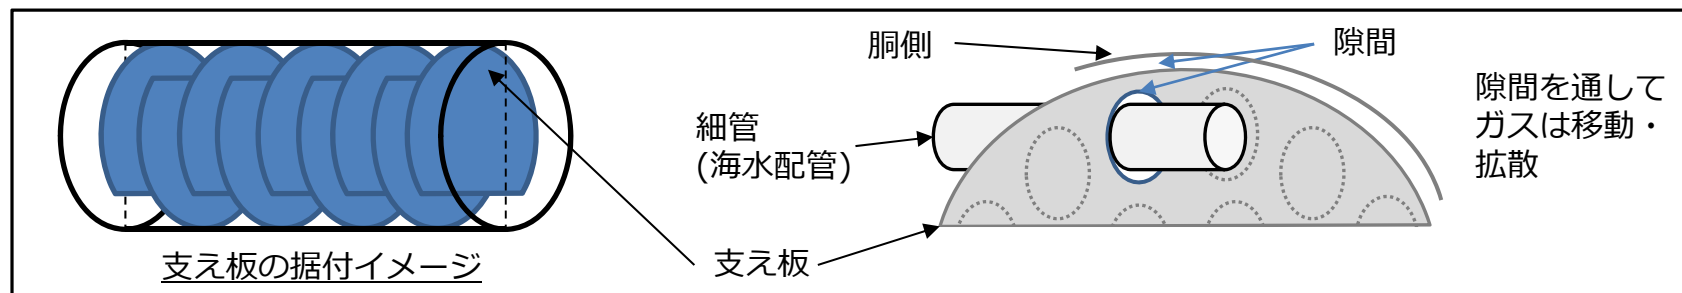 支え板の据付イメージ
胴側
隙間
細管
(海水配管)
支え板
隙間を通して
ガスは移動・
拡散